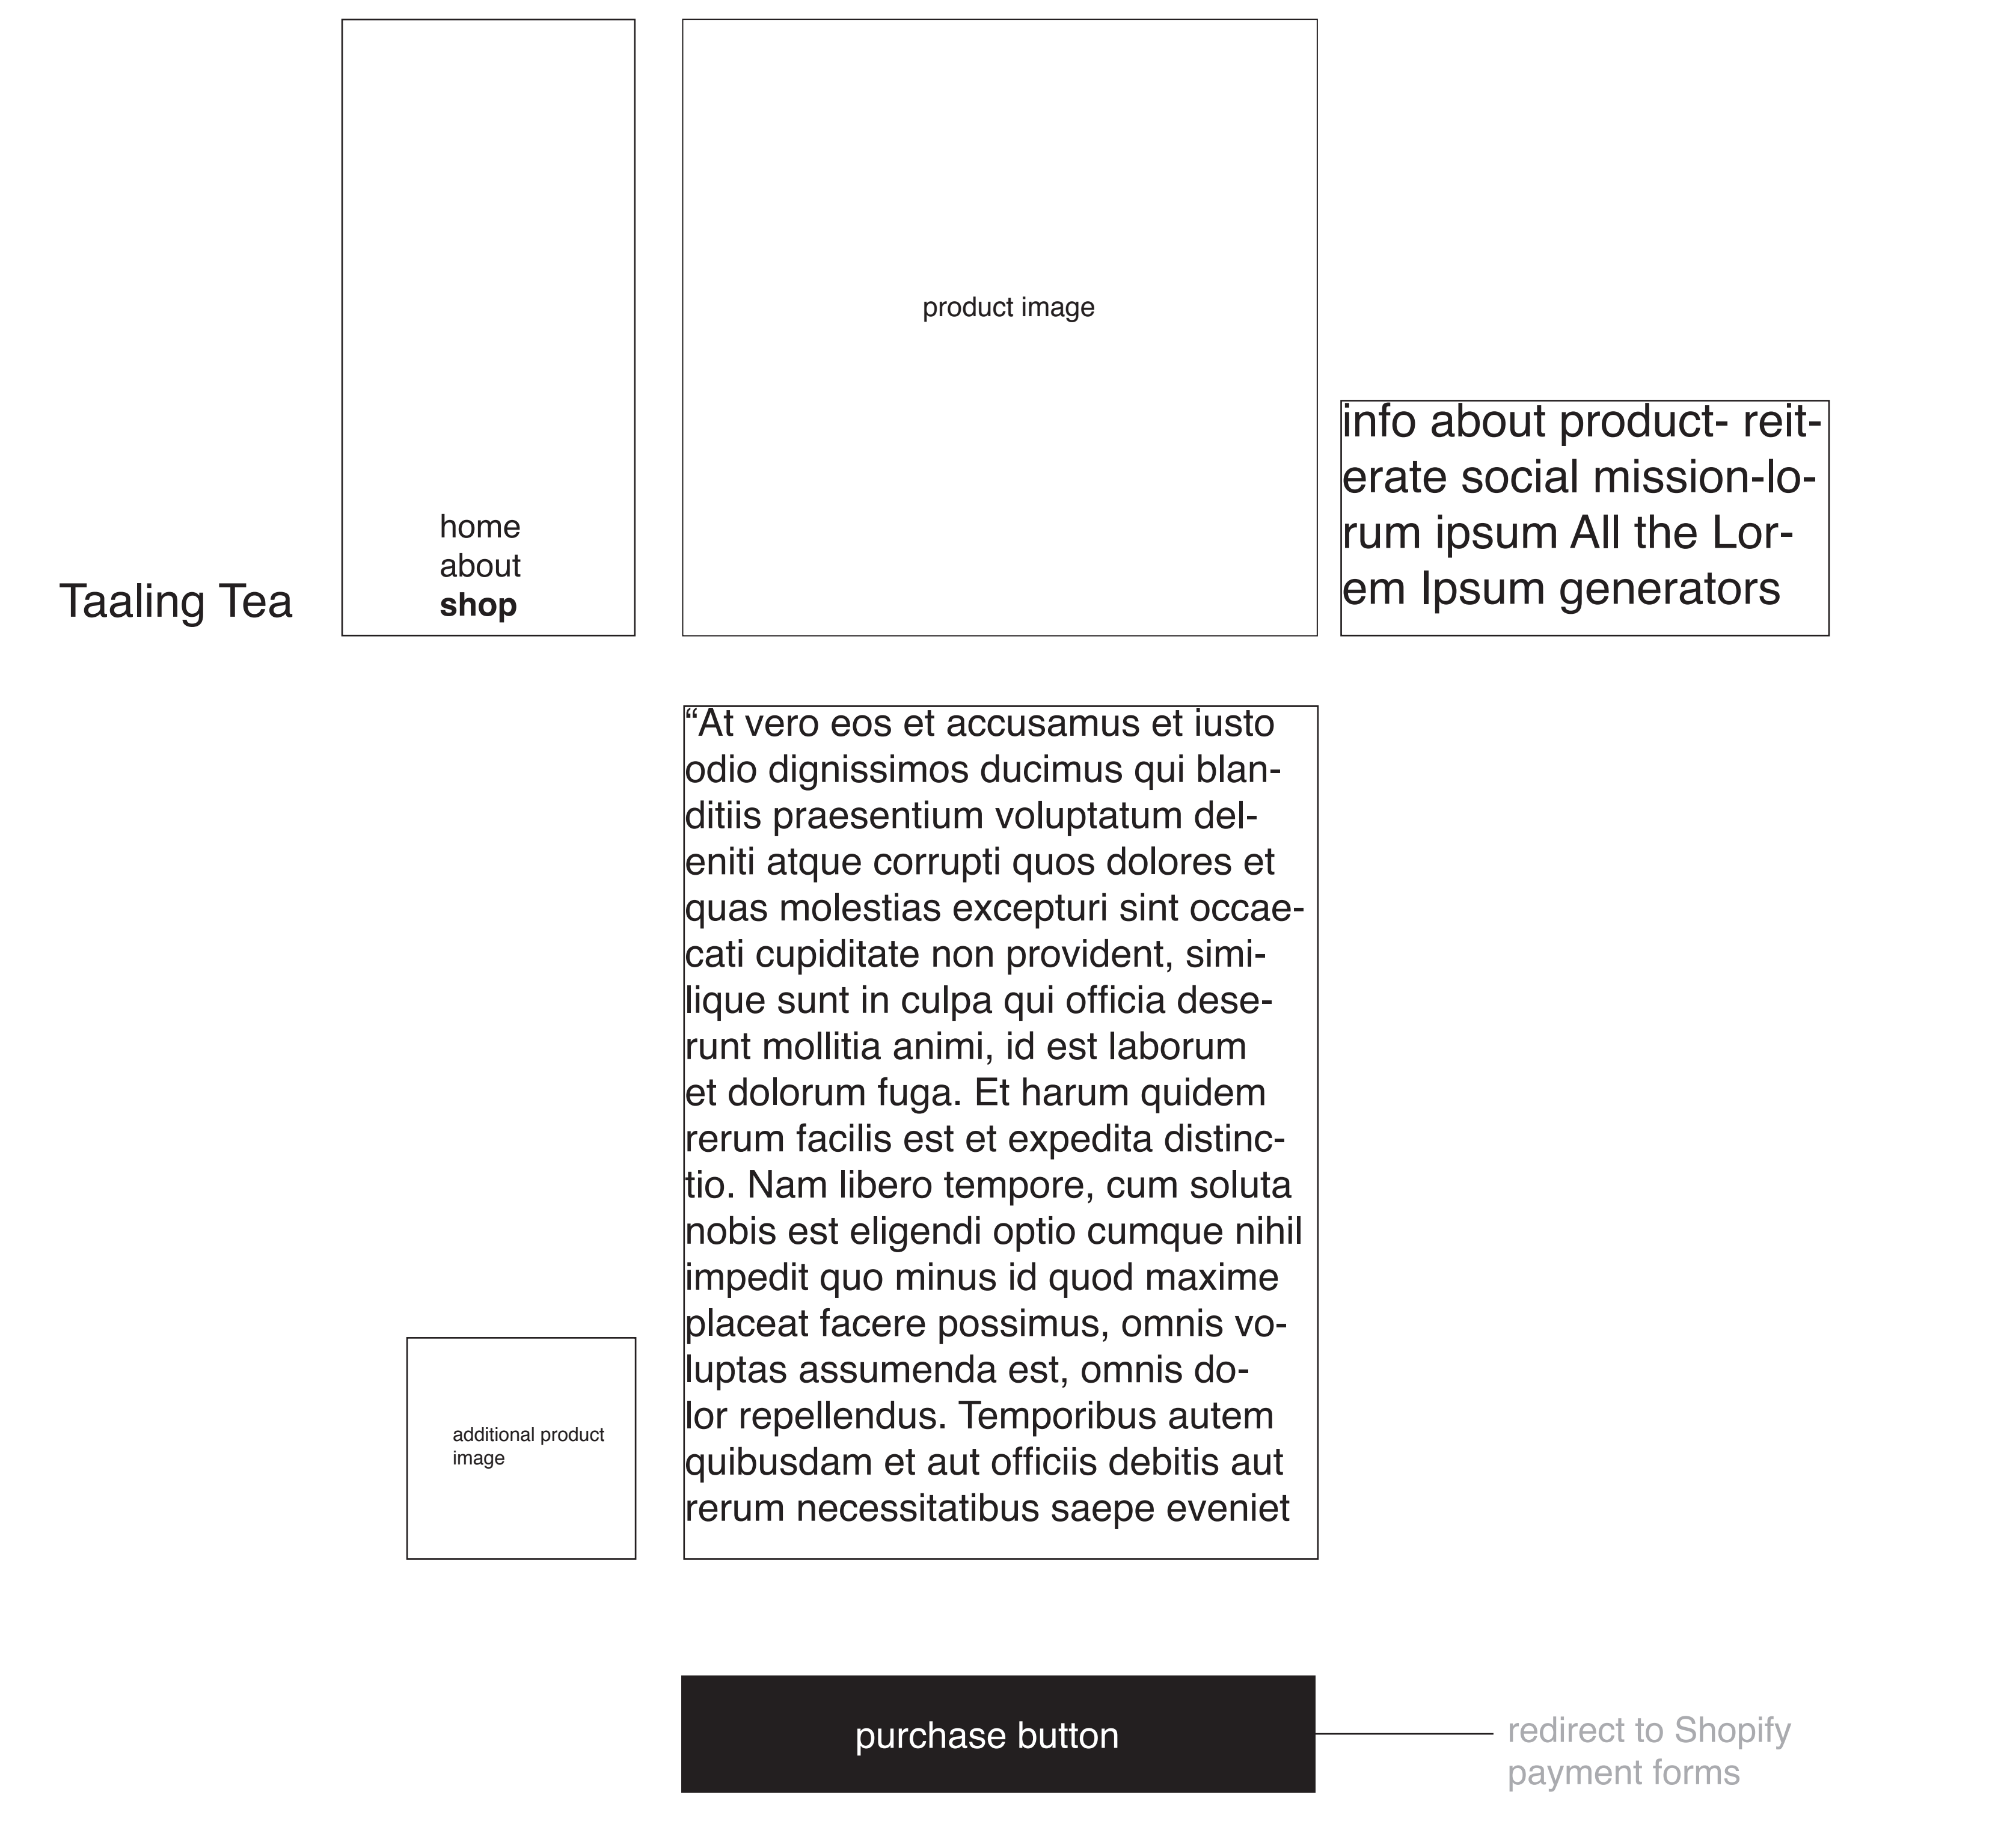 Taaling Tea
home
about
shop
product image
info about product- reit-
erate social mission-lo-
rum ipsum All the Lor-
em Ipsum generators
“At vero eos et accusamus et iusto
odio dignissimos ducimus qui blan-
ditiis praesentium voluptatum del-
eniti atque corrupti quos dolores et
quas molestias excepturi sint occae-
cati cupiditate non provident, simi-
lique sunt in culpa qui officia dese-
runt mollitia animi, id est laborum
et dolorum fuga. Et harum quidem
rerum facilis est et expedita distinc-
tio. Nam libero tempore, cum soluta
nobis est eligendi optio cumque nihil
impedit quo minus id quod maxime
placeat facere possimus, omnis vo-
luptas assumenda est, omnis do-
lor repellendus. Temporibus autem
quibusdam et aut officiis debitis aut
rerum necessitatibus saepe eveniet
additional product
image
purchase button
redirect to Shopify
payment forms